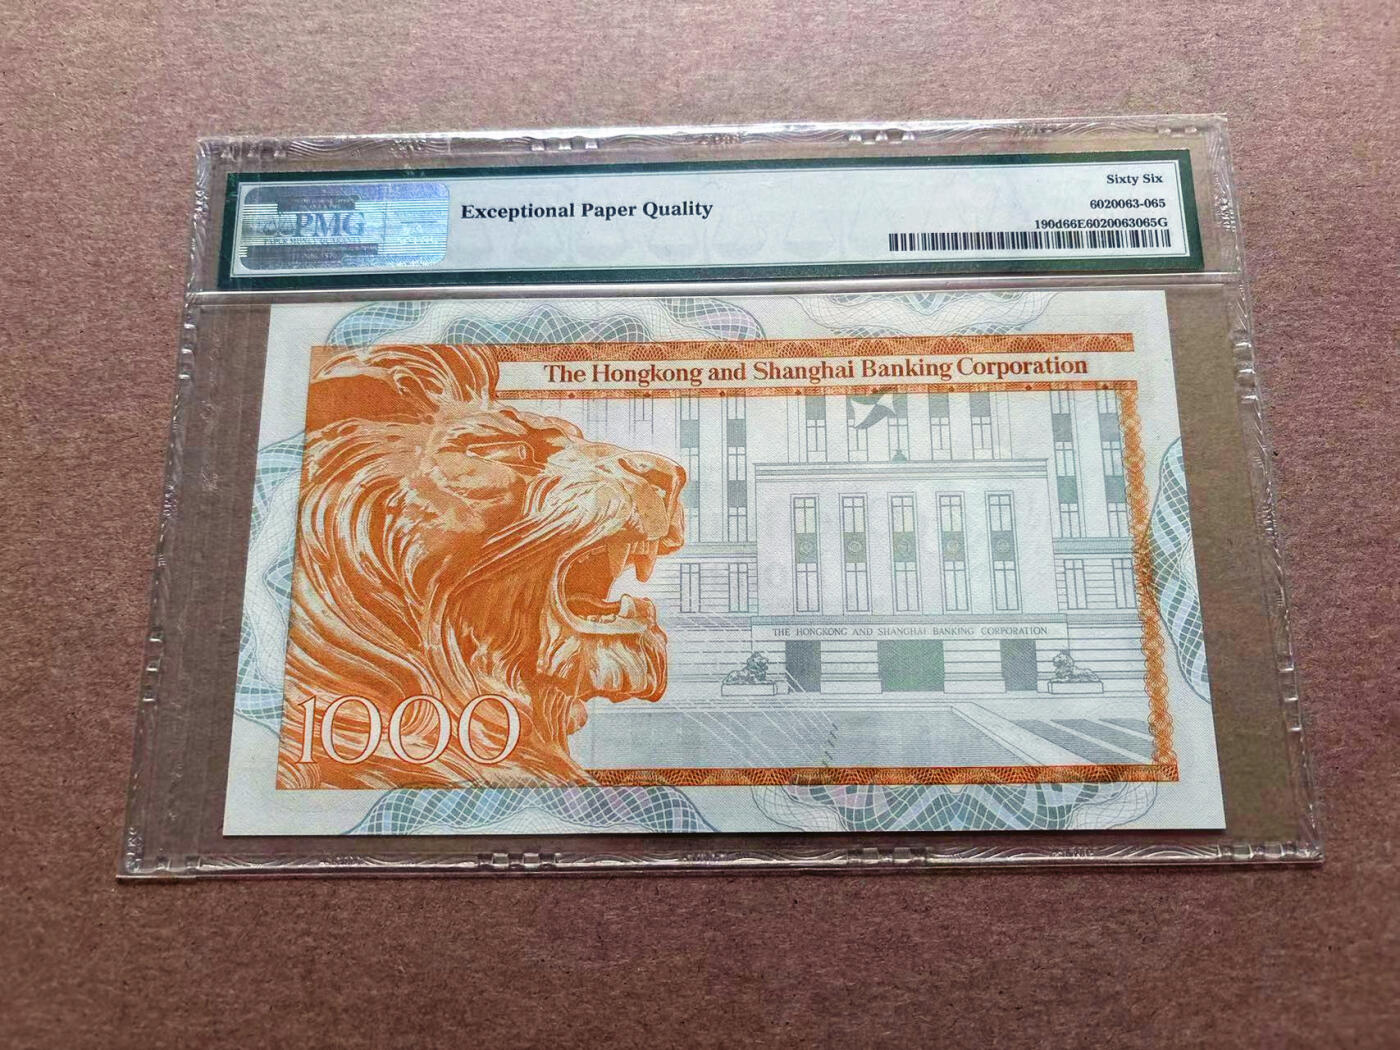 PMG
Exceptional Paper Quality
Sixty Six
6020063-065
190d66E6020063065G
The Hongkong and Shanghai Banking Corporation
THE HONGKONG AND SHANGHAI BANKING CORPORATION
1000